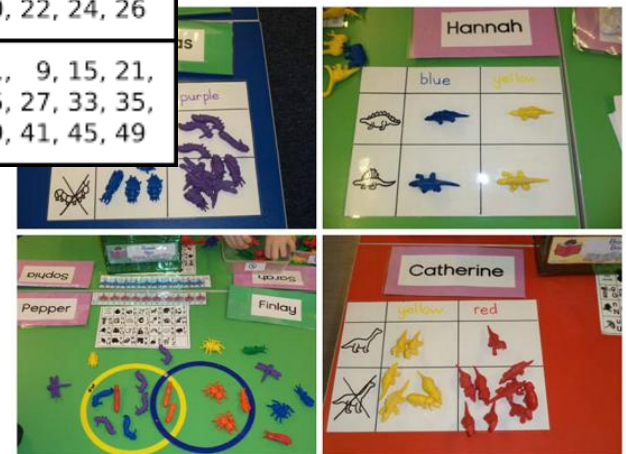 22, 24, 26
9, 15, 21,
27, 33, 35,
41, 45, 49
as
purple
Hannah
blue
yellow
Sophia
Sarah
Pepper
Finlay
Catherine
yellow
red